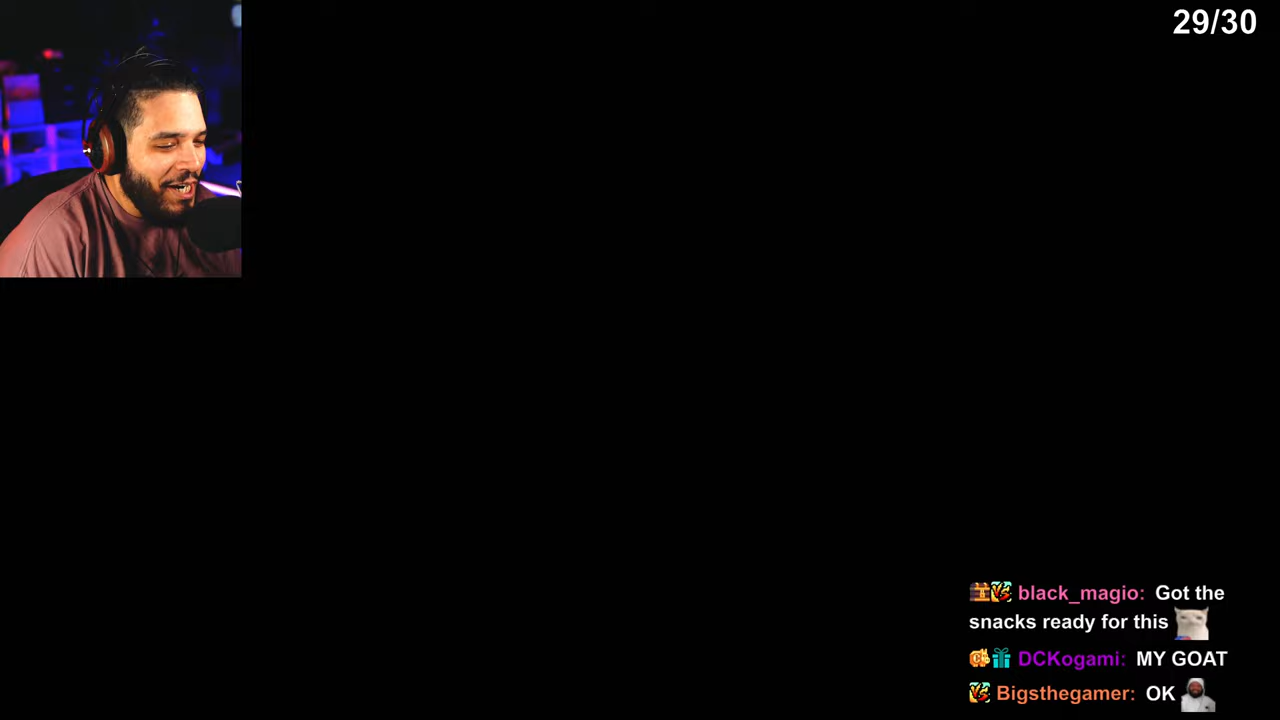 29/30
black_magio: Got the
snacks ready for this
DCKogami: MY GOAT
Bigsthegamer: OK